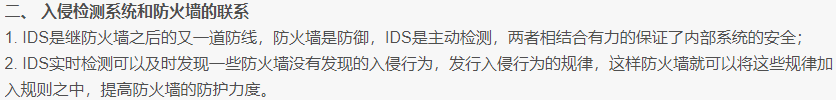 二、 入侵检测系统和防火墙的联系
1. IDS是继防火墙之后的又一道防线，防火墙是防御，IDS是主动检测，两者相结合有力的保证了内部系统的安全；
2. IDS实时检测可以及时发现一些防火墙没有发现的入侵行为，发行入侵行为的规律，这样防火墙就可以将这些规律加
入规则之中，提高防火墙的防护力度。